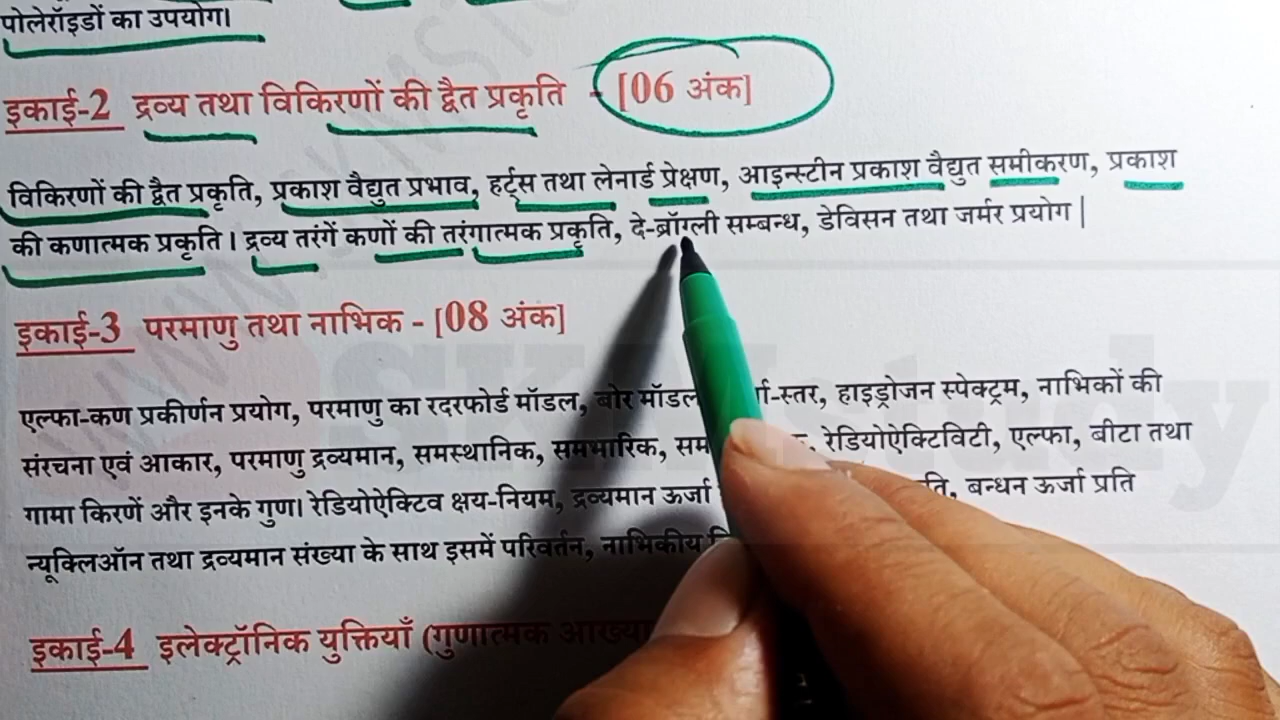 पोलेरॉइडों का उपयोग।
इकाई-2 द्रव्य तथा विकिरणों की द्वैत प्रकृति - [06 अंक]
विकिरणों की द्वैत प्रकृति, प्रकाश वैद्युत प्रभाव, हर्ट्स तथा लेनार्ड प्रेक्षण, आइन्स्टीन प्रकाश वैद्युत समीकरण, प्रकाश
की कणात्मक प्रकृति। द्रव्य तरंगें कणों की तरंगात्मक प्रकृति, दे-ब्रॉग्ली सम्बन्ध, डेविसन तथा जर्मर प्रयोग |
इकाई-3 परमाणु तथा नाभिक - [08 अंक]
एल्फा-कण प्रकीर्णन प्रयोग, परमाणु का रदरफोर्ड मॉडल, बोर मॉडल स्तर, हाइड्रोजन स्पेक्ट्रम, नाभिकों की
संरचना एवं आकार, परमाणु द्रव्यमान, समस्थानिक, समभारिक, रेडियोऐक्टिविटी, एल्फा, बीटा तथा
गामा किरणें और इनके गुण। रेडियोऐक्टिव क्षय-नियम, द्रव्यमान ऊर्जा बन्धन ऊर्जा प्रति
न्यूक्लिऑन तथा द्रव्यमान संख्या के साथ इसमें परिवर्तन, नाभिकीय
इकाई-4 इलेक्ट्रॉनिक युक्तियाँ (गुणात्मक